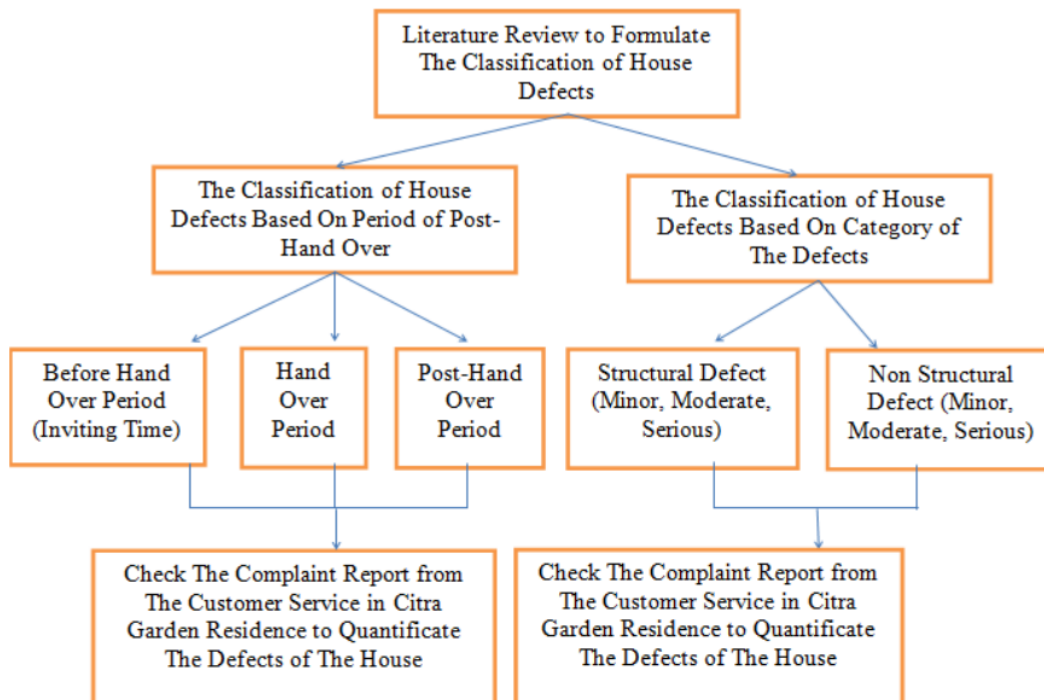 Literature Review to Formulate
The Classification of House
Defects
The Classification of House
Defects Based On Period of Post-
Hand Over
The Classification of House
Defects Based On Category of
The Defects
Before Hand
Over Period
(Inviting Time)
Hand
Over
Period
Post-Hand
Over
Period
Structural Defect
(Minor, Moderate,
Serious)
Non Structural
Defect (Minor,
Moderate, Serious)
Check The Complaint Report from
The Customer Service in Citra
Garden Residence to Quantificate
The Defects of The House
Check The Complaint Report from
The Customer Service in Citra
Garden Residence to Quantificate
The Defects of The House